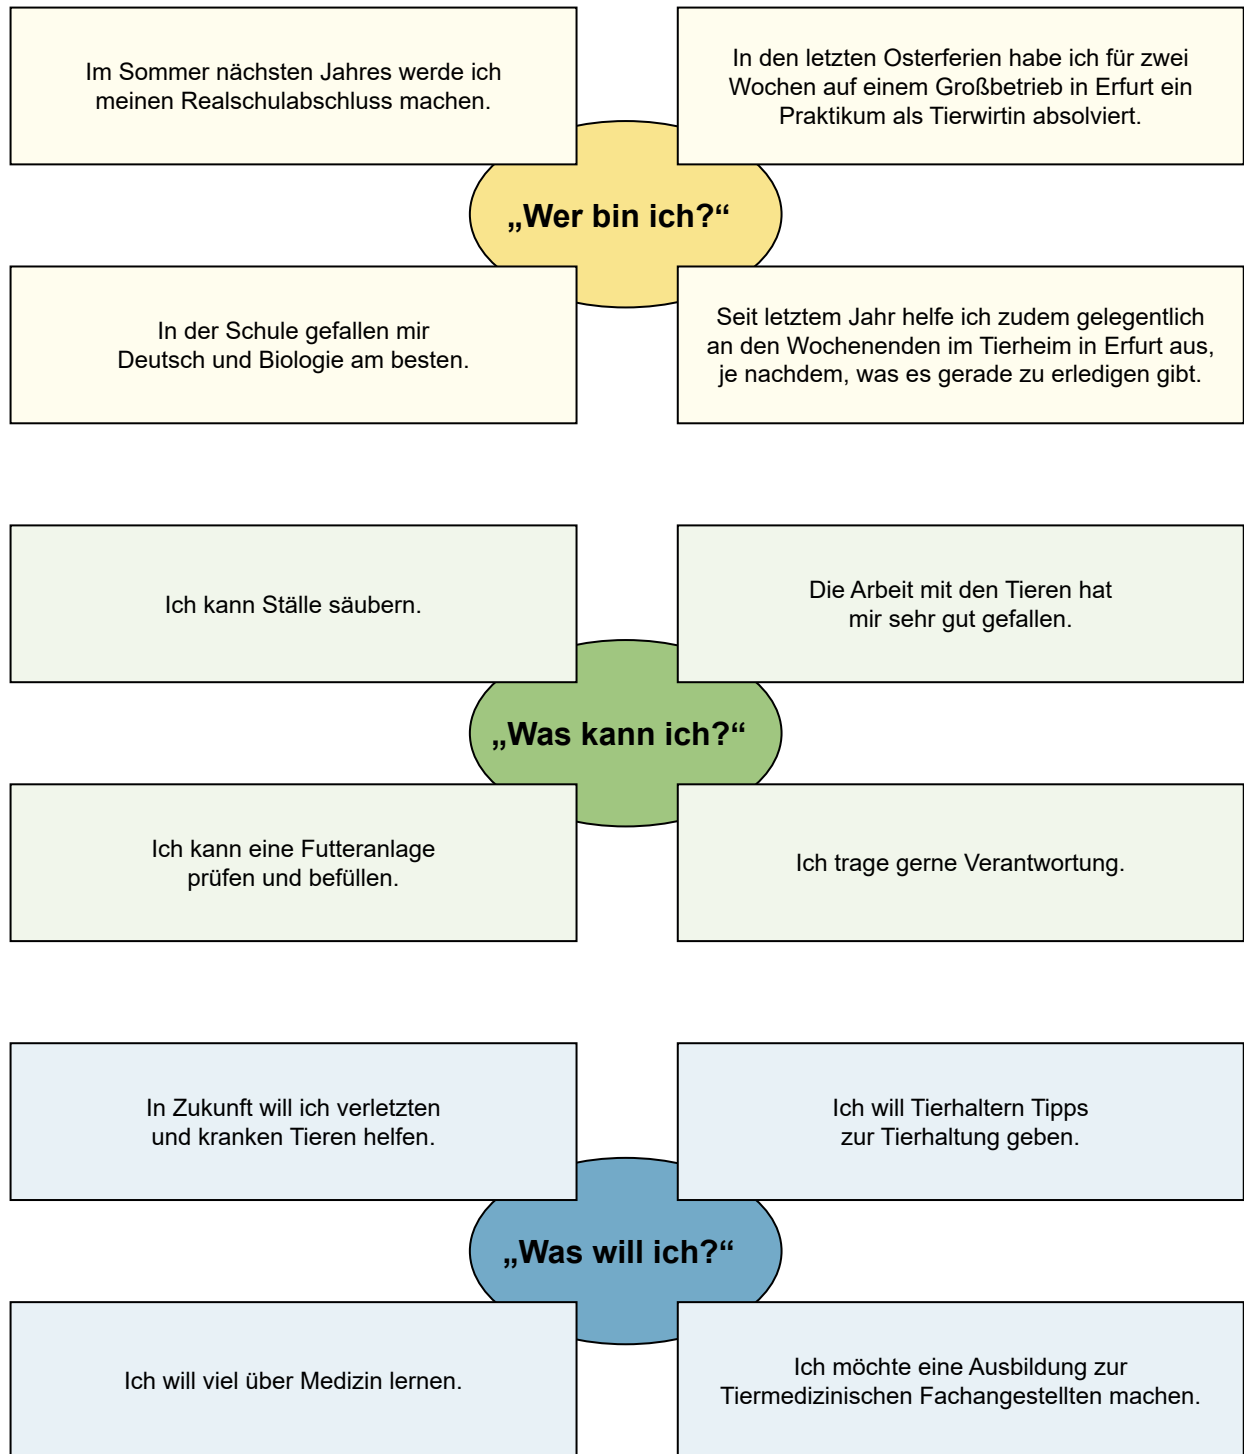 Im Sommer nächsten Jahres werde ich
meinen Realschulabschluss machen.
In den letzten Osterferien habe ich für zwei
Wochen auf einem Großbetrieb in Erfurt ein
Praktikum als Tierwirtin absolviert.
„Wer bin ich?“
In der Schule gefallen mir
Deutsch und Biologie am besten.
Seit letztem Jahr helfe ich zudem gelegentlich
an den Wochenenden im Tierheim in Erfurt aus,
je nachdem, was es gerade zu erledigen gibt.
Ich kann Ställe säubern.
Die Arbeit mit den Tieren hat
mir sehr gut gefallen.
„Was kann ich?“
Ich kann eine Futteranlage
prüfen und befüllen.
Ich trage gerne Verantwortung.
In Zukunft will ich verletzten
und kranken Tieren helfen.
Ich will Tierhaltern Tipps
zur Tierhaltung geben.
„Was will ich?“
Ich will viel über Medizin lernen.
Ich möchte eine Ausbildung zur
Tiermedizinischen Fachangestellten machen.